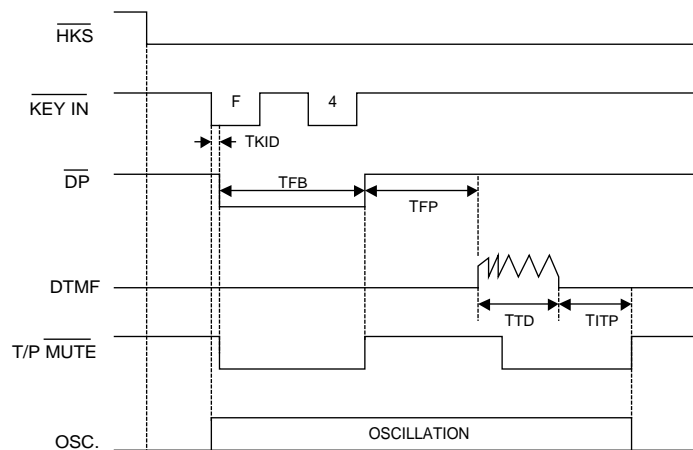 HKS
KEY IN
F
4
TKID
DP
TFB
TFP
DTMF
TTD
TITP
T/P MUTE
OSC.
OSCILLATION